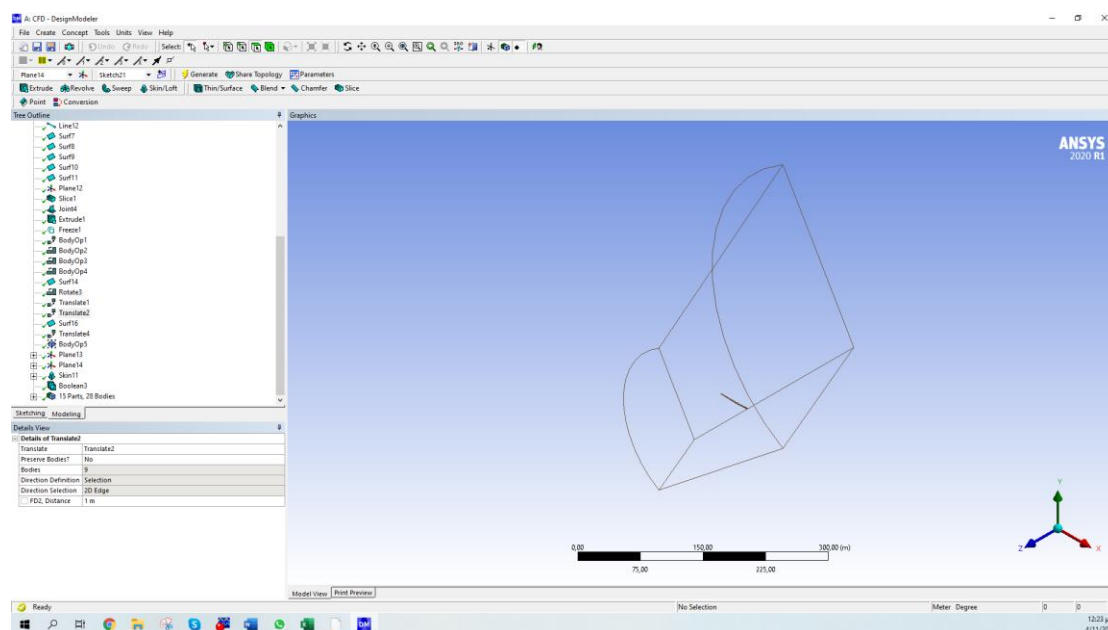 A: CFD - DesignModeler
File Create Concept Tools Units View Help
Undo Redo Select:
Plane14 Sketch21 Generate Share Topology Parameters
Extrude Revolve Sweep Skin/Loft Thin/Surface Blend Chamfer Slice
Point Conversion
Tree Outline
Line12
Surf7
Surf8
Surf9
Surf10
Surf11
Plane12
Slice1
Joint4
Extrude1
Freeze1
BodyOp1
BodyOp2
BodyOp3
BodyOp4
Surf14
Rotate3
Translate1
Translate2
Surf16
Translate4
BodyOp5
Plane13
Plane14
Skin11
Boolean3
15 Parts, 28 Bodies
Sketching Modeling
Details View
Details of Translate2
Translate Translate2
Preserve Bodies? No
Bodies 9
Direction Definition Selection
Direction Selection 2D Edge
FD2, Distance 1 m
Graphics
ANSYS
2020 R1
Y
Z X
0,00 150,00 300,00 (m)
75,00 225,00
Model View Print Preview
Ready No Selection Meter Degree 0 0
12:23